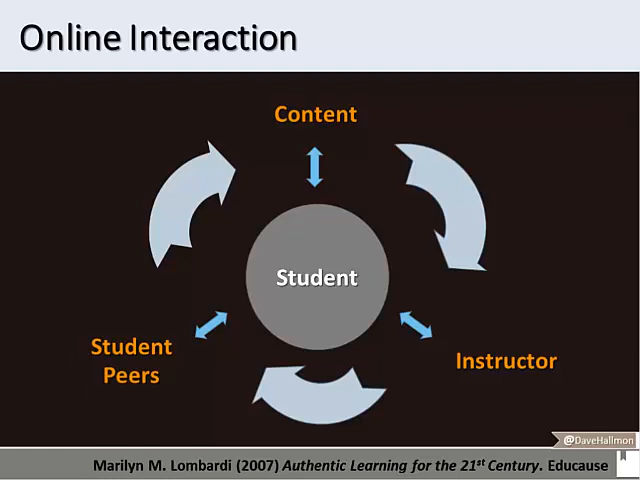 Online Interaction
Content
Student
Student
Peers
Instructor
@DaveHallmon
Marilyn M. Lombardi (2007) Authentic Learning for the 21st Century. Educause